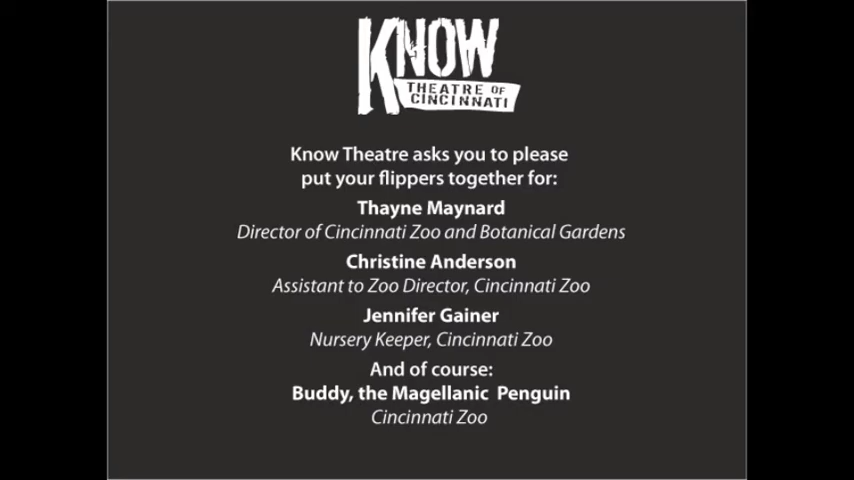 KNOW
THEATRE OF
CINCINNATI
Know Theatre asks you to please
put your flippers together for:
Thayne Maynard
Director of Cincinnati Zoo and Botanical Gardens
Christine Anderson
Assistant to Zoo Director, Cincinnati Zoo
Jennifer Gainer
Nursery Keeper, Cincinnati Zoo
And of course:
Buddy, the Magellanic Penguin
Cincinnati Zoo